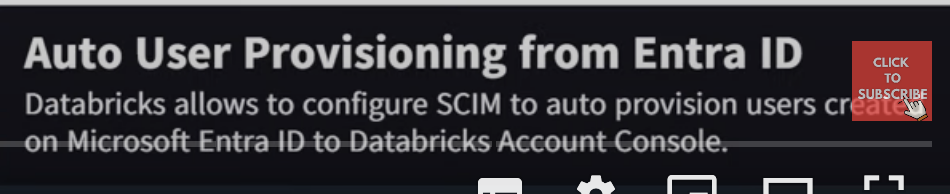 Auto User Provisioning from Entra ID
CLICK
TO
SUBSCRIBE
Databricks allows to configure SCIM to auto provision users created
on Microsoft Entra ID to Databricks Account Console.